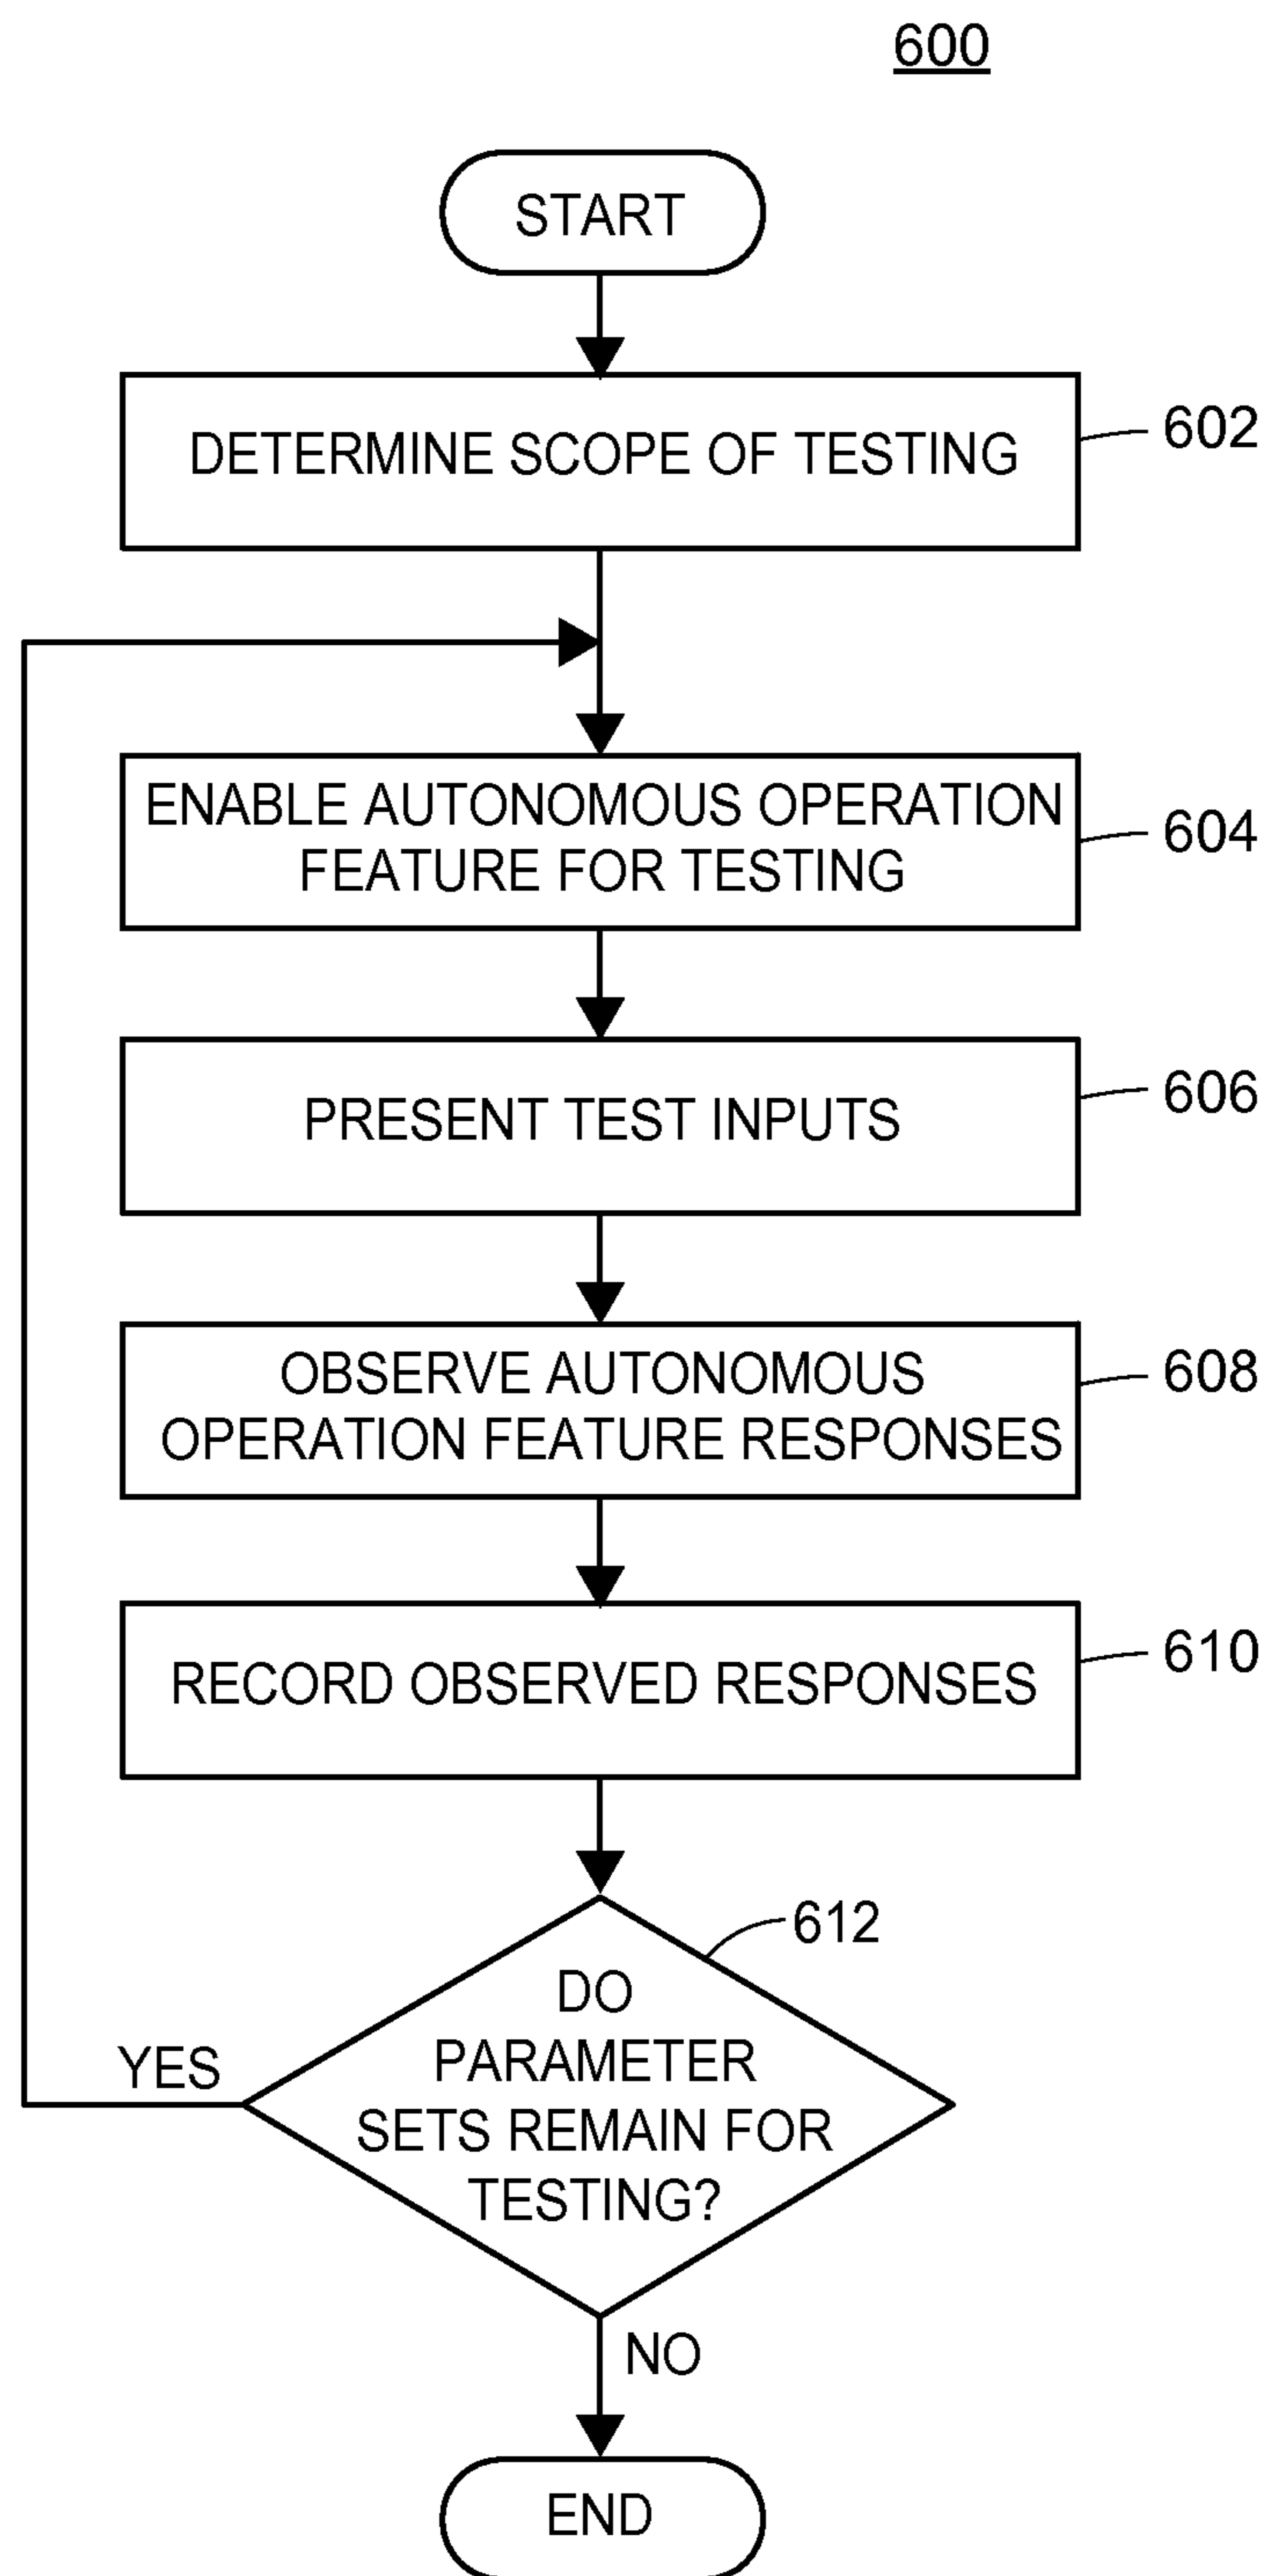 600
START
DETERMINE SCOPE OF TESTING
602
ENABLE AUTONOMOUS OPERATION
FEATURE FOR TESTING
604
PRESENT TEST INPUTS
606
OBSERVE AUTONOMOUS
OPERATION FEATURE RESPONSES
608
RECORD OBSERVED RESPONSES
610
612
DO
PARAMETER
SETS REMAIN FOR
TESTING?
YES
NO
END